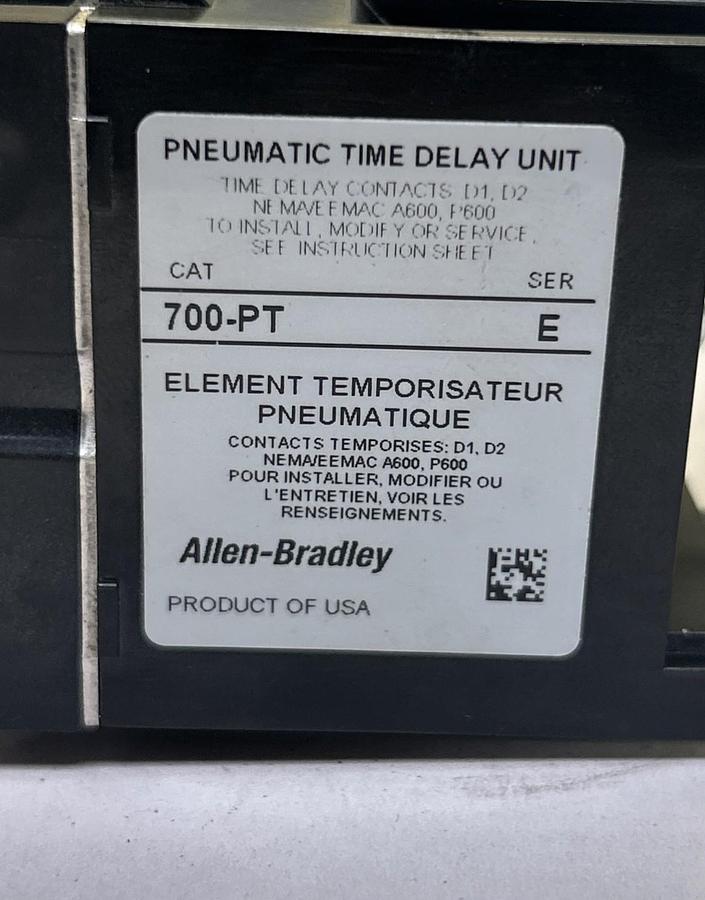 PNEUMATIC TIME DELAY UNIT
TIME DELAY CONTACTS D1, D2
NEMA/EEMAC A600, P600
TO INSTALL, MODIFY OR SERVICE,
SEE INSTRUCTION SHEET
CAT SER
700-PT E
ELEMENT TEMPORISATEUR
PNEUMATIQUE
CONTACTS TEMPORISES: D1, D2
NEMA/EEMAC A600, P600
POUR INSTALLER, MODIFIER OU
L'ENTRETIEN, VOIR LES
RENSEIGNEMENTS.
Allen-Bradley
PRODUCT OF USA